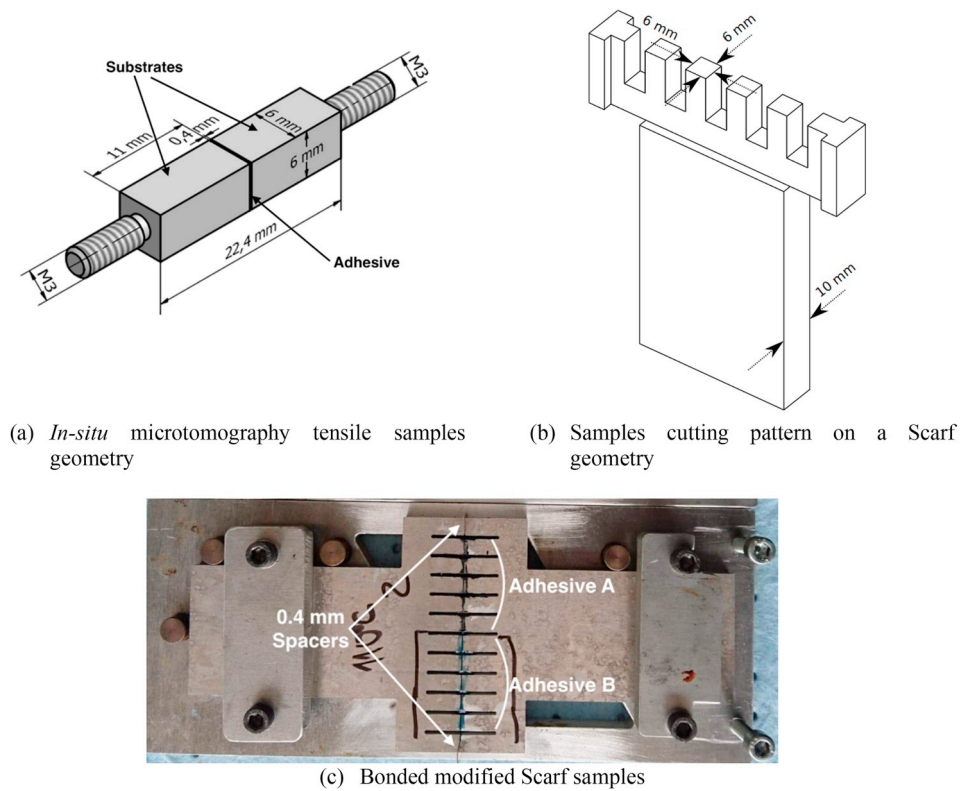 Substrates
M3
11 mm
0,4 mm
6 mm
6 mm
22,4 mm
M3
Adhesive
6 mm
6 mm
10 mm
(a) In-situ microtomography tensile samples
geometry
(b) Samples cutting pattern on a Scarf
geometry
0.4 mm
Spacers
Adhesive A
Adhesive B
(c) Bonded modified Scarf samples